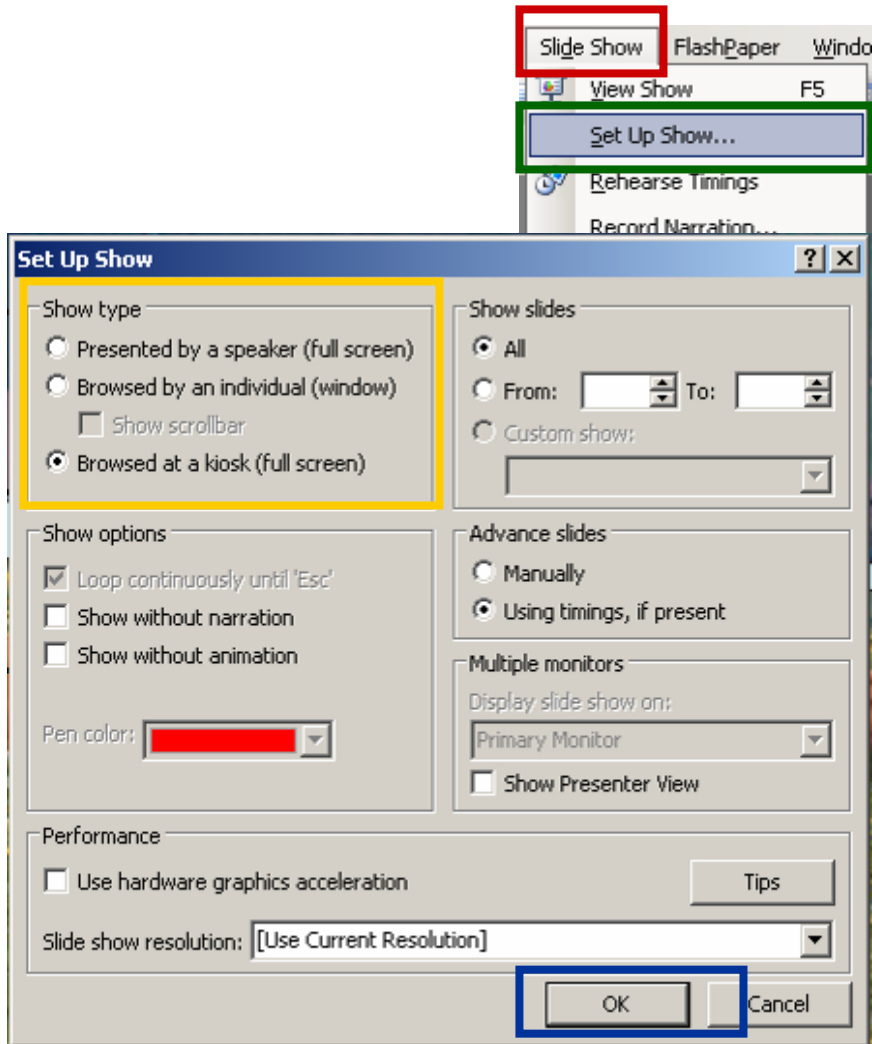 Slide Show FlashPaper Windo
View Show F5
Set Up Show...
Rehearse Timings
Record Narration...
Set Up Show
Show type
Presented by a speaker (full screen)
Browsed by an individual (window)
Show scrollbar
Browsed at a kiosk (full screen)
Show slides
All
From: To:
Custom show:
Show options
Loop continuously until 'Esc'
Show without narration
Show without animation
Pen color:
Advance slides
Manually
Using timings, if present
Multiple monitors
Display slide show on:
Primary Monitor
Show Presenter View
Performance
Use hardware graphics acceleration
Tips
Slide show resolution: [Use Current Resolution]
OK Cancel